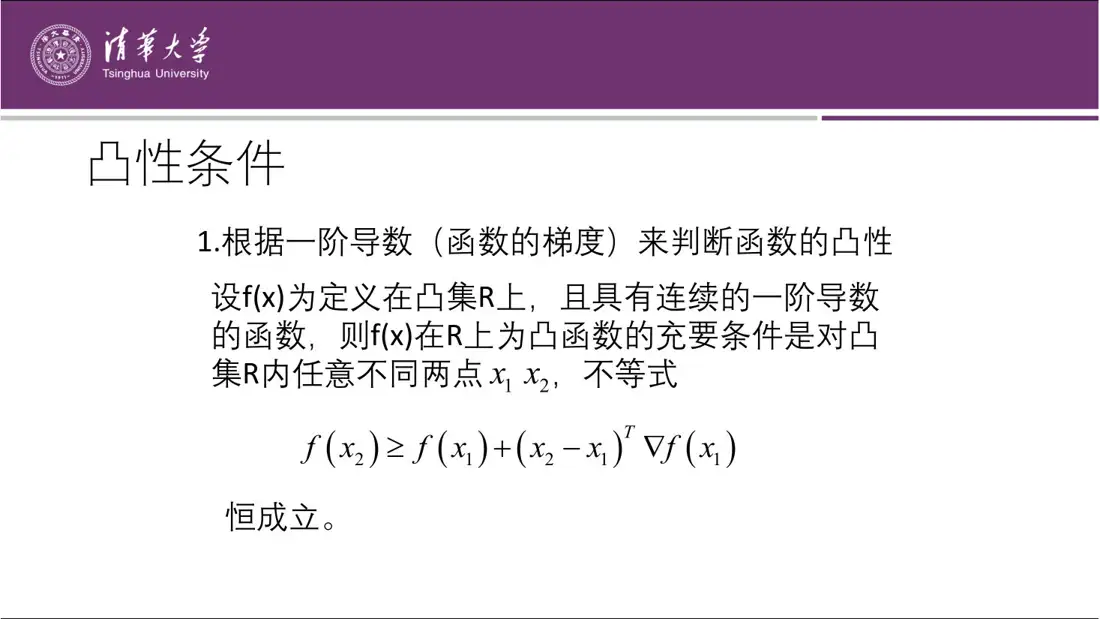 清华大学
Tsinghua University
凸性条件
1.根据一阶导数（函数的梯度）来判断函数的凸性
设f(x)为定义在凸集R上，且具有连续的一阶导数
的函数，则f(x)在R上为凸函数的充要条件是对凸
集R内任意不同两点 x₁ x₂，不等式
f(x₂) ≥ f(x₁) + (x₂ − x₁)ᵀ ∇f(x₁)
恒成立。